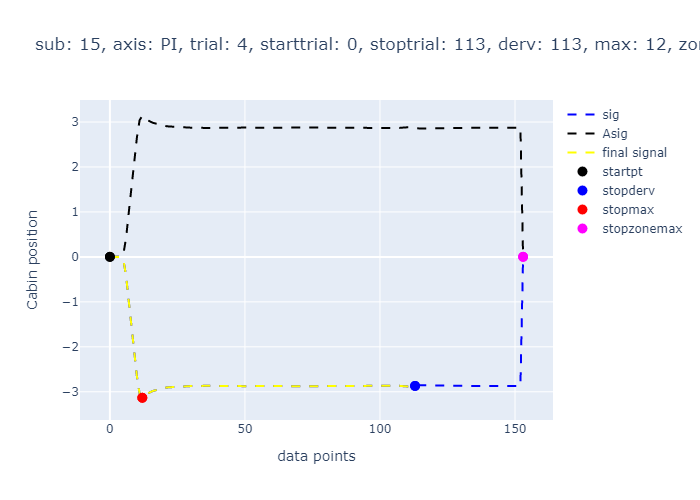 sub: 15, axis: PI, trial: 4, starttrial: 0, stoptrial: 113, derv: 113, max: 12, zo
sig
Asig
final signal
startpt
stopderv
stopmax
stopzonemax
Cabin position
3
2
1
0
−1
−2
−3
0
50
100
150
data points